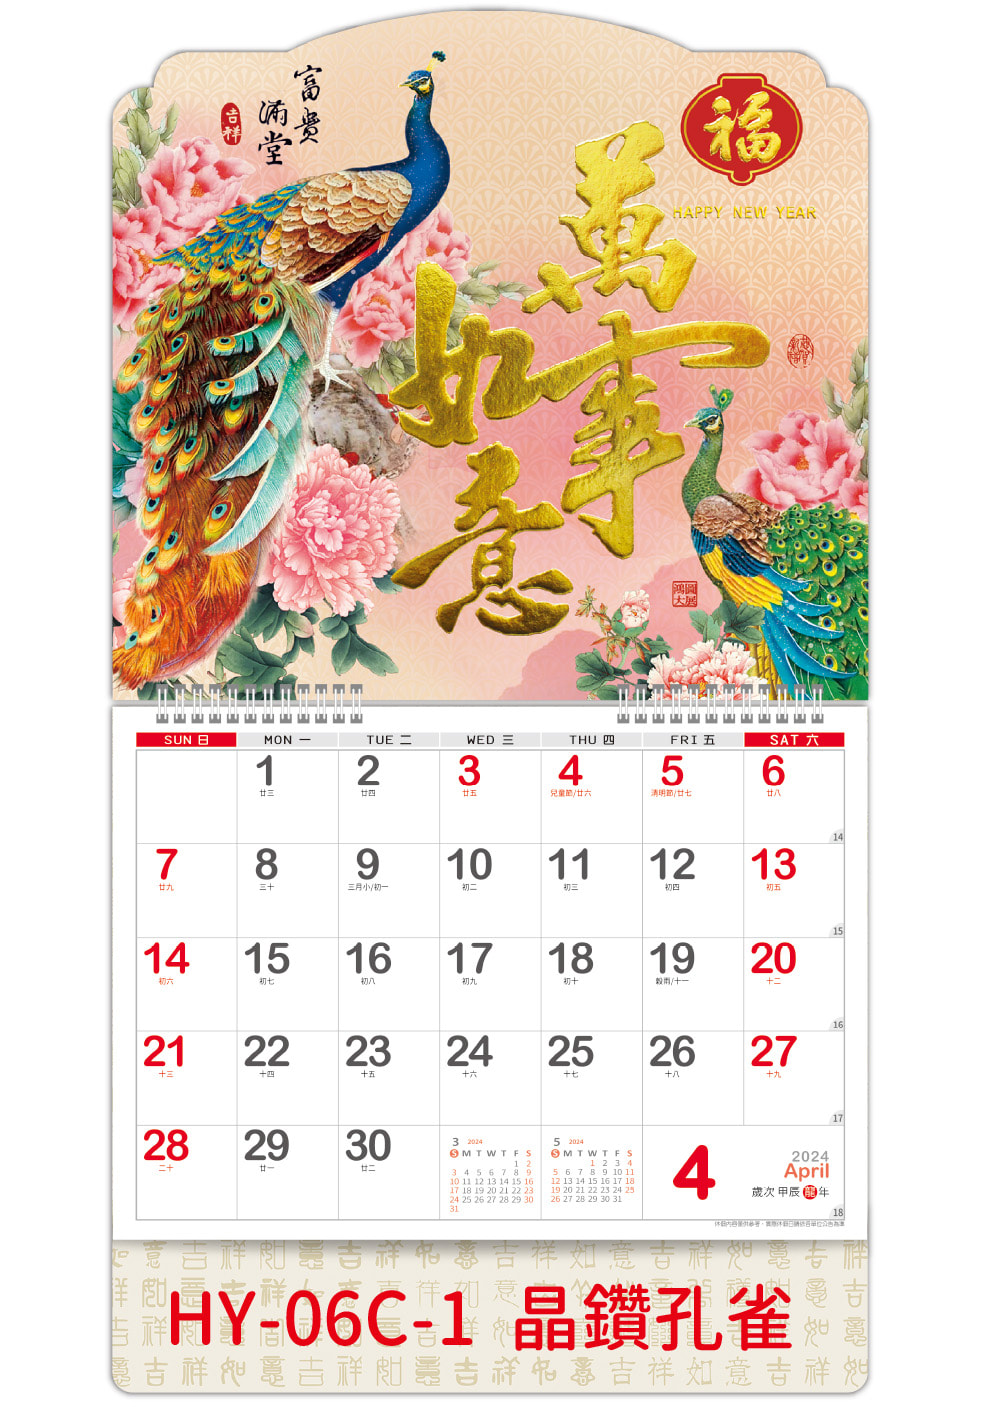 富貴
滿堂
吉祥
福
HAPPY NEW YEAR
萬事
如意
鴻圖
大展
SUN 日 MON 一 TUE 二 WED 三 THU 四 FRI 五 SAT 六
1 2 3 4 5 6
廿三 廿四 廿五 兒童節/廿六 清明節/廿七 廿八
14
7 8 9 10 11 12 13
廿九 三十 三月小/初一 初二 初三 初四 初五
15
14 15 16 17 18 19 20
初六 初七 初八 初九 初十 穀雨/十一 十二
16
21 22 23 24 25 26 27
十三 十四 十五 十六 十七 十八 十九
17
28 29 30
二十 廿一 廿二
3 2024
S M T W T F S
1 2
3 4 5 6 7 8 9
10 11 12 13 14 15 16
17 18 19 20 21 22 23
24 25 26 27 28 29 30
31
5 2024
S M T W T F S
1 2 3 4
5 6 7 8 9 10 11
12 13 14 15 16 17 18
19 20 21 22 23 24 25
26 27 28 29 30 31
4
2024
April
歲次 甲辰 龍 年
18
HY-06C-1 晶鑽孔雀